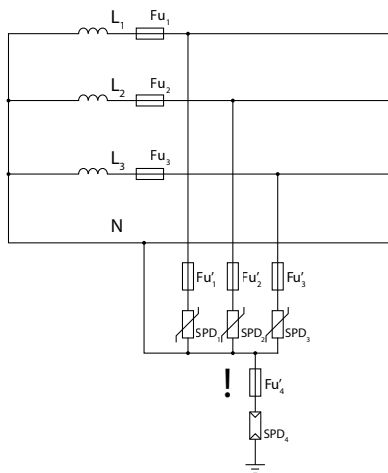 L₁ Fu₁
L₂ Fu₂
L₃ Fu₃
N
Fu'₁ Fu'₂ Fu'₃
SPD₁ SPD₂ SPD₃
! Fu'₄
SPD₄